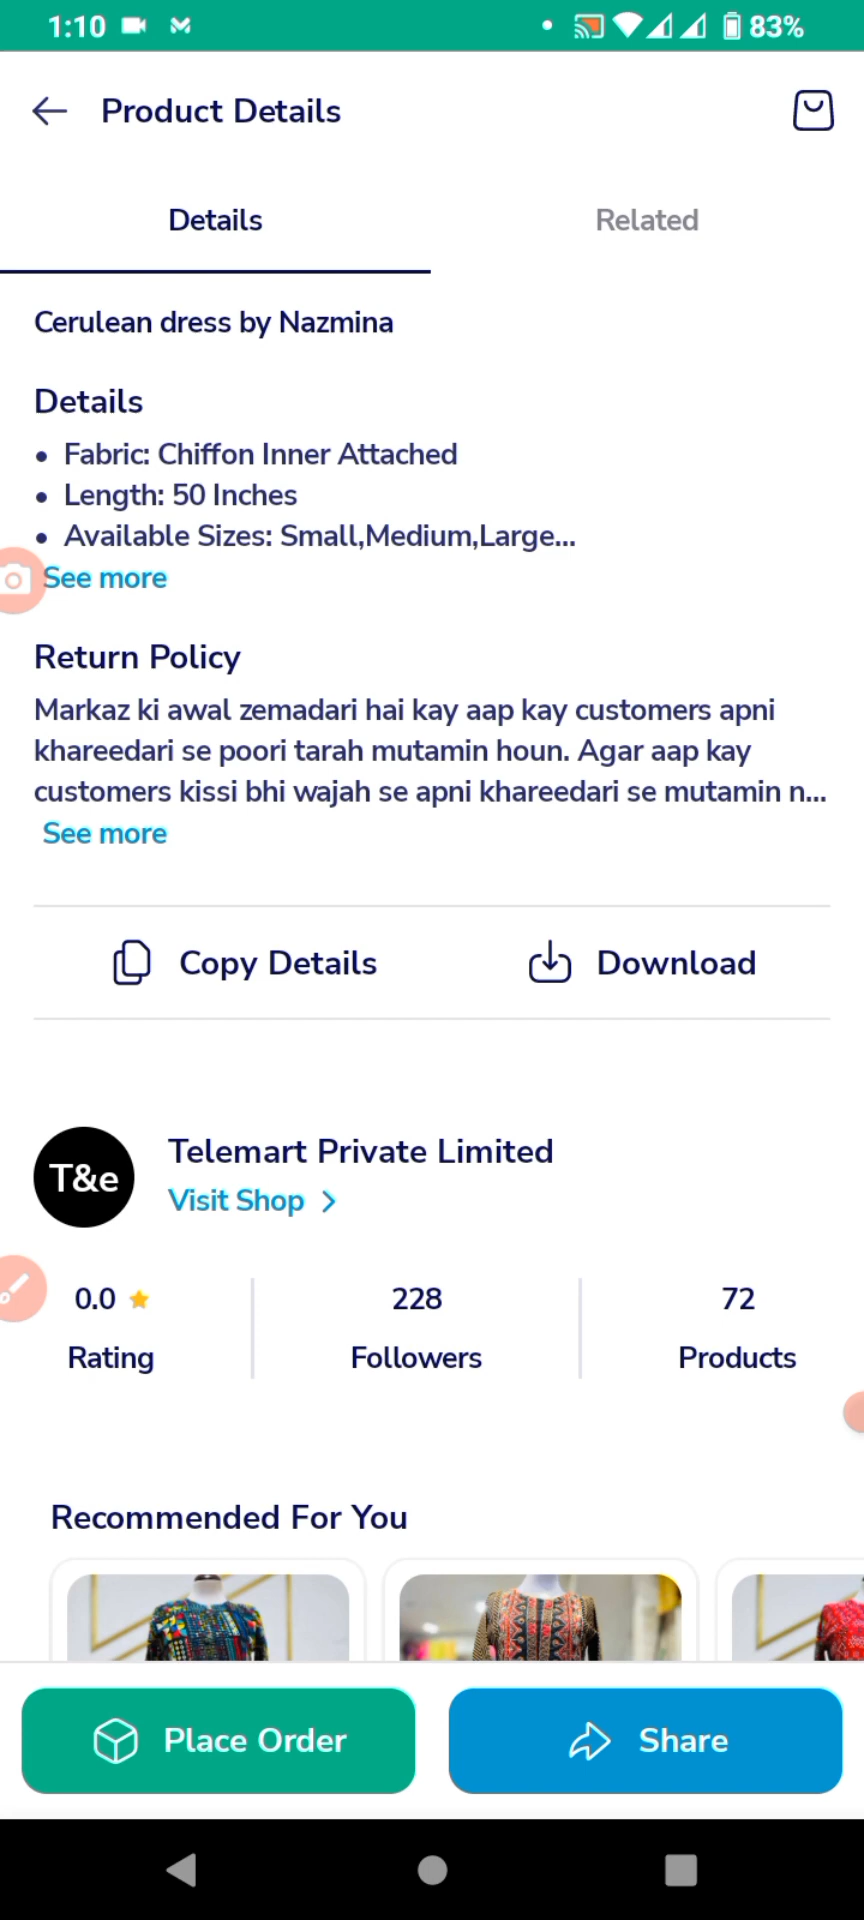 1:10
83%
Product Details
Details
Related
Cerulean dress by Nazmina
Details
• Fabric: Chiffon Inner Attached
• Length: 50 Inches
• Available Sizes: Small,Medium,Large...
See more
Return Policy
Markaz ki awal zemadari hai kay aap kay customers apni
khareedari se poori tarah mutamin houn. Agar aap kay
customers kissi bhi wajah se apni khareedari se mutamin n...
See more
Copy Details
Download
T&e
Telemart Private Limited
Visit Shop
0.0
228
72
Rating
Followers
Products
Recommended For You
Place Order
Share